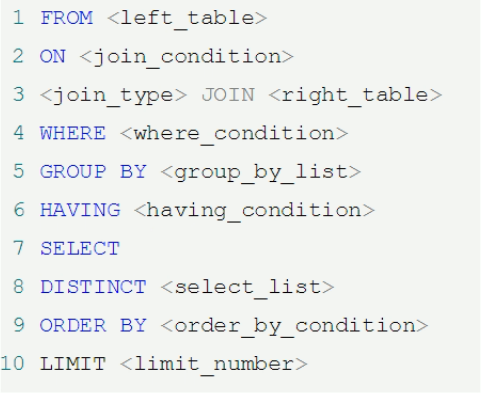 1 FROM <left_table>
2 ON <join_condition>
3 <join_type> JOIN <right_table>
4 WHERE <where_condition>
5 GROUP BY <group_by_list>
6 HAVING <having_condition>
7 SELECT
8 DISTINCT <select_list>
9 ORDER BY <order_by_condition>
10 LIMIT <limit_number>